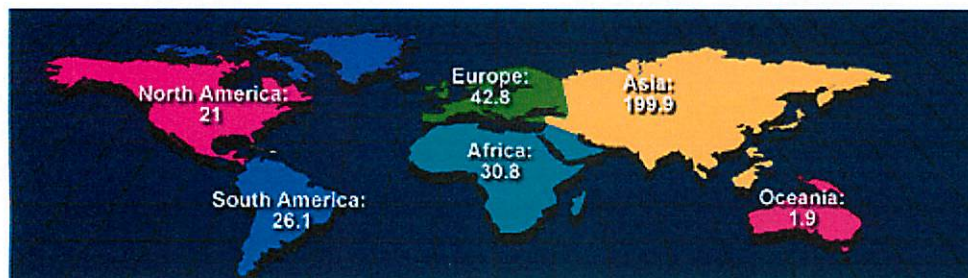 North America:
21
Europe:
42.8
Asia:
199.9
Africa:
30.8
South America:
26.1
Oceania:
1.9